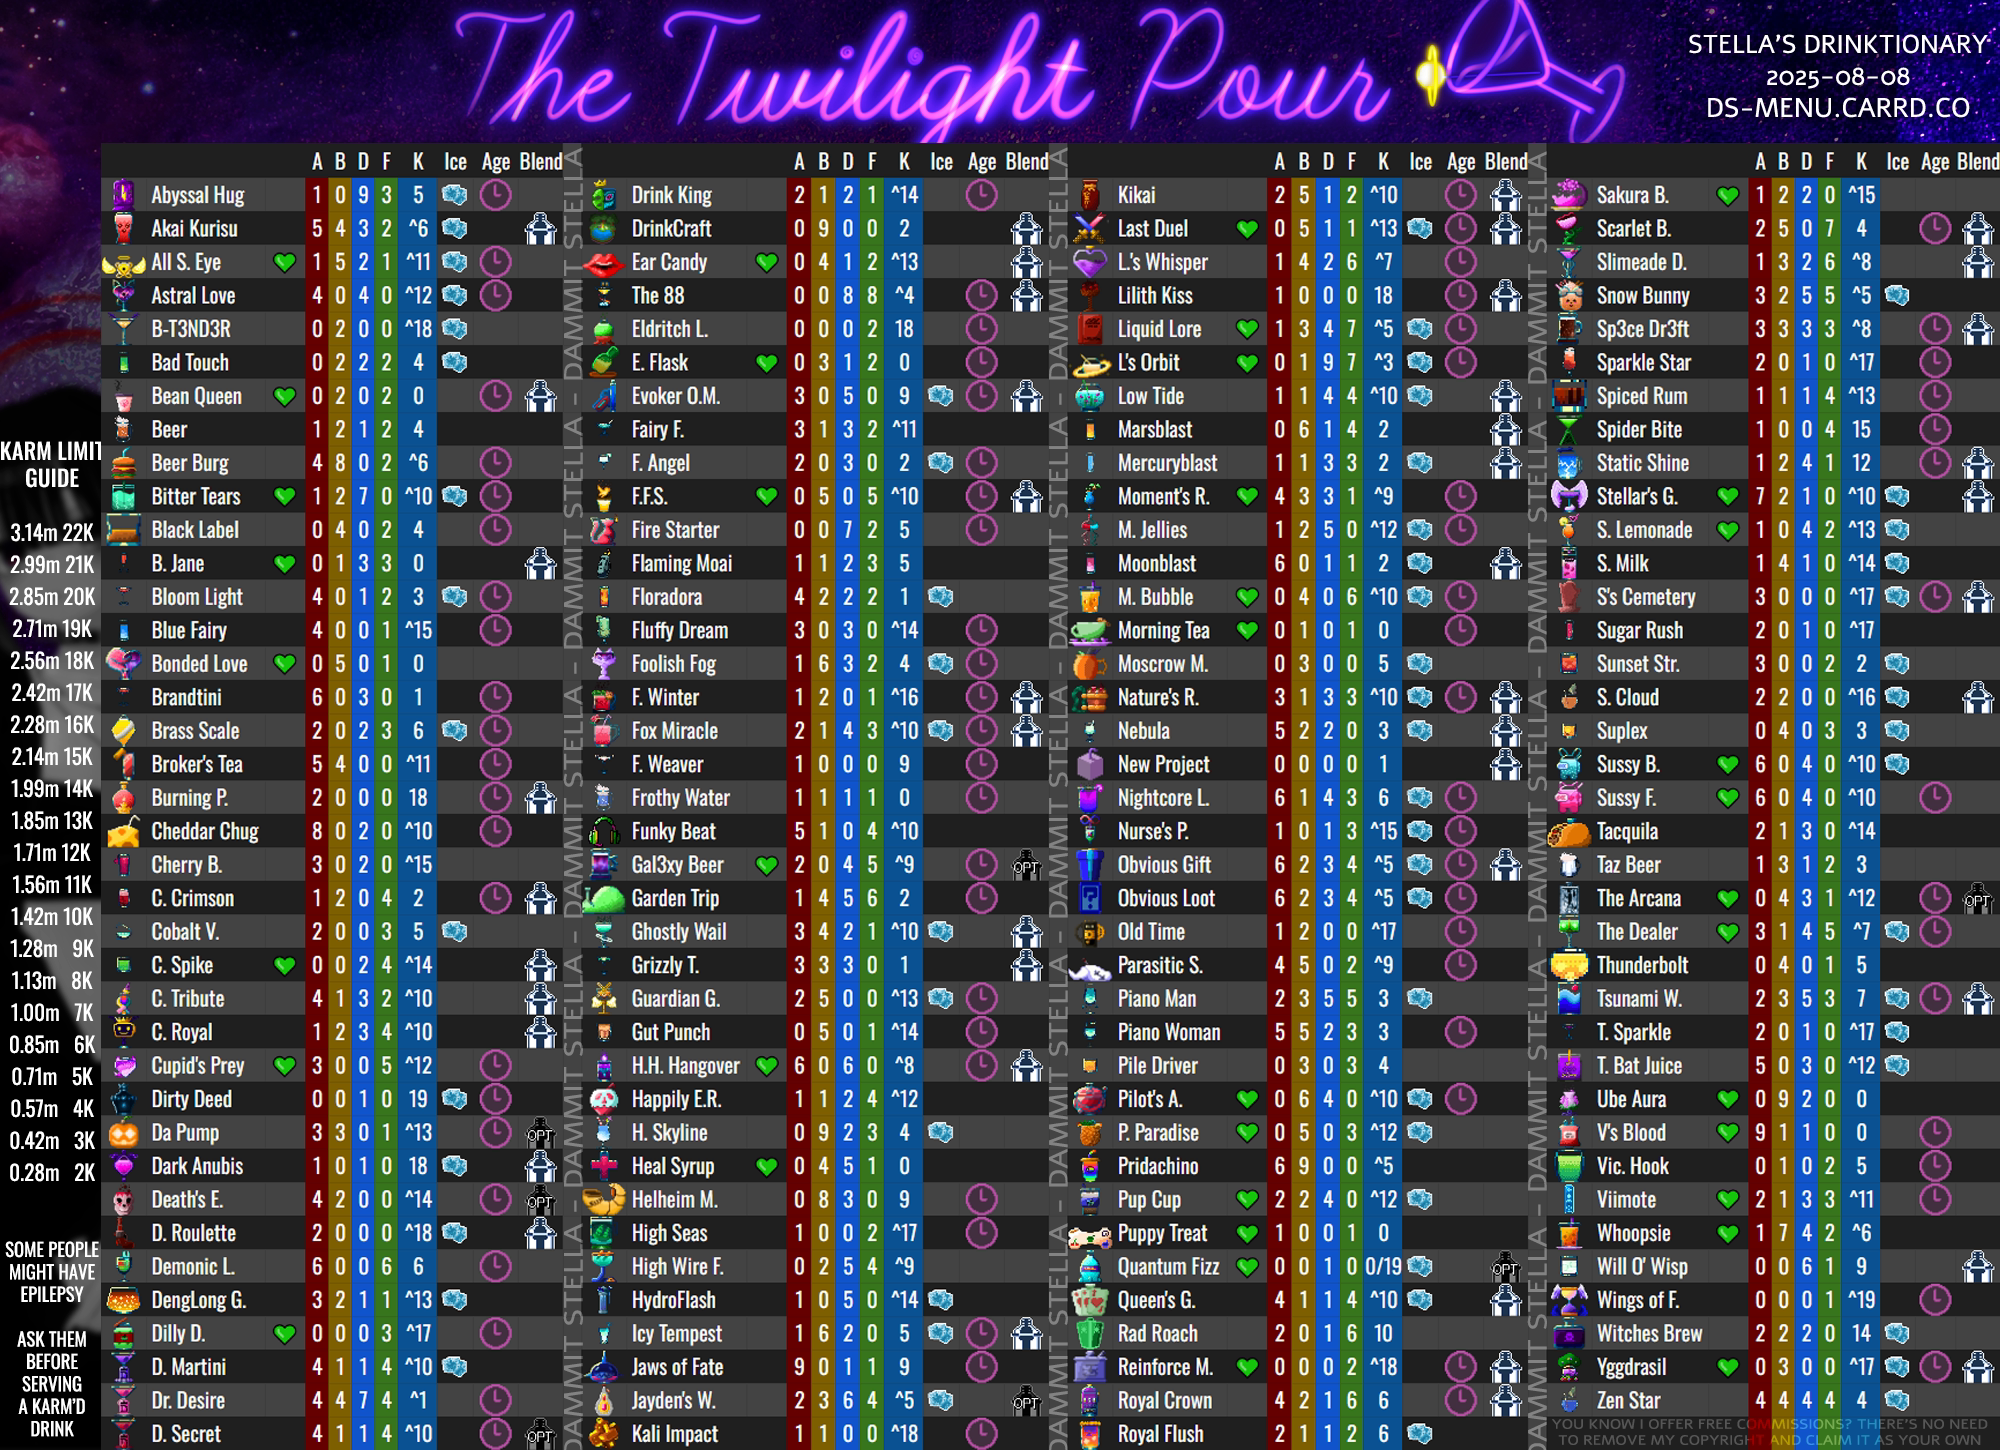 The Twilight Pour
STELLA'S DRINKTIONARY
2025-08-08
DS-MENU.CARRD.CO
KARM LIMIT
GUIDE
3.14m 22K
2.99m 21K
2.85m 20K
2.71m 19K
2.56m 18K
2.42m 17K
2.28m 16K
2.14m 15K
1.99m 14K
1.85m 13K
1.71m 12K
1.56m 11K
1.42m 10K
1.28m 9K
1.13m 8K
1.00m 7K
0.85m 6K
0.71m 5K
0.57m 4K
0.42m 3K
0.28m 2K
SOME PEOPLE
MIGHT HAVE
EPILEPSY
ASK THEM
BEFORE
SERVING
A KARM'D
DRINK
A B D F K Ice Age Blend
Abyssal Hug 1 0 9 3 5
Akai Kurisu 5 4 3 2 ^6
All S. Eye 1 5 2 1 ^11
Astral Love 4 0 4 0 ^12
B-T3ND3R 0 2 0 0 ^18
Bad Touch 0 2 2 2 4
Bean Queen 0 2 0 2 0
Beer 1 2 1 2 4
Beer Burg 4 8 0 2 ^6
Bitter Tears 1 2 7 0 ^10
Black Label 0 4 0 2 4
B. Jane 0 1 3 3 0
Bloom Light 4 0 1 2 3
Blue Fairy 4 0 0 1 ^15
Bonded Love 0 5 0 1 0
Brandtini 6 0 3 0 1
Brass Scale 2 0 2 3 6
Broker's Tea 5 4 0 0 ^11
Burning P. 2 0 0 0 18
Cheddar Chug 8 0 2 0 ^10
Cherry B. 3 0 2 0 ^15
C. Crimson 1 2 0 4 2
Cobalt V. 2 0 0 3 5
C. Spike 0 0 2 4 ^14
C. Tribute 4 1 3 2 ^10
C. Royal 1 2 3 4 ^10
Cupid's Prey 3 0 0 5 ^12
Dirty Deed 0 0 1 0 19
Da Pump 3 3 0 1 ^13 OPT
Dark Anubis 1 0 1 0 18
Death's E. 4 2 0 0 ^14 OPT
D. Roulette 2 0 0 0 ^18
Demonic L. 6 0 0 6 6
DengLong G. 3 2 1 1 ^13
Dilly D. 0 0 0 3 ^17
D. Martini 4 1 1 4 ^10
Dr. Desire 4 4 7 4 ^1
D. Secret 4 1 1 4 ^10 OPT
DAMMIT STELLA - DAMMIT STELLA - DAMMIT STELLA - DAMMIT STELLA
A B D F K Ice Age Blend
Drink King 2 1 2 1 ^14
DrinkCraft 0 9 0 0 2
Ear Candy 0 4 1 2 ^13
The 88 0 0 8 8 ^4
Eldritch L. 0 0 0 2 18
E. Flask 0 3 1 2 0
Evoker O.M. 3 0 5 0 9
Fairy F. 3 1 3 2 ^11
F. Angel 2 0 3 0 2
F.F.S. 0 5 0 5 ^10
Fire Starter 0 0 7 2 5
Flaming Moai 1 1 2 3 5
Floradora 4 2 2 2 1
Fluffy Dream 3 0 3 0 ^14
Foolish Fog 1 6 3 2 4
F. Winter 1 2 0 1 ^16
Fox Miracle 2 1 4 3 ^10
F. Weaver 1 0 0 0 9
Frothy Water 1 1 1 1 0
Funky Beat 5 1 0 4 ^10
Gal3xy Beer 2 0 4 5 ^9 OPT
Garden Trip 1 4 5 6 2
Ghostly Wail 3 4 2 1 ^10
Grizzly T. 3 3 3 0 1
Guardian G. 2 5 0 0 ^13
Gut Punch 0 5 0 1 ^14
H.H. Hangover 6 0 6 0 ^8
Happily E.R. 1 1 2 4 ^12
H. Skyline 0 9 2 3 4
Heal Syrup 0 4 5 1 0
Helheim M. 0 8 3 0 9
High Seas 1 0 0 2 ^17
High Wire F. 0 2 5 4 ^9
HydroFlash 1 0 5 0 ^14
Icy Tempest 1 6 2 0 5
Jaws of Fate 9 0 1 1 9
Jayden's W. 2 3 6 4 ^5 OPT
Kali Impact 1 1 0 0 ^18
DAMMIT STELLA - DAMMIT STELLA - DAMMIT STELLA - DAMMIT STELLA
A B D F K Ice Age Blend
Kikai 2 5 1 2 ^10
Last Duel 0 5 1 1 ^13
L.'s Whisper 1 4 2 6 ^7
Lilith Kiss 1 0 0 0 18
Liquid Lore 1 3 4 7 ^5
L's Orbit 0 1 9 7 ^3
Low Tide 1 1 4 4 ^10
Marsblast 0 6 1 4 2
Mercuryblast 1 1 3 3 2
Moment's R. 4 3 3 1 ^9
M. Jellies 1 2 5 0 ^12
Moonblast 6 0 1 1 2
M. Bubble 0 4 0 6 ^10
Morning Tea 0 1 0 1 0
Moscrow M. 0 3 0 0 5
Nature's R. 3 1 3 3 ^10
Nebula 5 2 2 0 3
New Project 0 0 0 0 1
Nightcore L. 6 1 4 3 6
Nurse's P. 1 0 1 3 ^15
Obvious Gift 6 2 3 4 ^5
Obvious Loot 6 2 3 4 ^5
Old Time 1 2 0 0 ^17
Parasitic S. 4 5 0 2 ^9
Piano Man 2 3 5 5 3
Piano Woman 5 5 2 3 3
Pile Driver 0 3 0 3 4
Pilot's A. 0 6 4 0 ^10
P. Paradise 0 5 0 3 ^12
Pridachino 6 9 0 0 ^5
Pup Cup 2 2 4 0 ^12
Puppy Treat 1 0 0 1 0
Quantum Fizz 0 0 1 0 0/19 OPT
Queen's G. 4 1 1 4 ^10
Rad Roach 2 0 1 6 10
Reinforce M. 0 0 0 2 ^18
Royal Crown 4 2 1 6 6
Royal Flush 2 1 1 2 6
DAMMIT STELLA - DAMMIT STELLA - DAMMIT STELLA - DAMMIT STELLA
A B D F K Ice Age Blend
Sakura B. 1 2 2 0 ^15
Scarlet B. 2 5 0 7 4
Slimeade D. 1 3 2 6 ^8
Snow Bunny 3 2 5 5 ^5
Sp3ce Dr3ft 3 3 3 3 ^8
Sparkle Star 2 0 1 0 ^17
Spiced Rum 1 1 1 4 ^13
Spider Bite 1 0 0 4 15
Static Shine 1 2 4 1 12
Stellar's G. 7 2 1 0 ^10
S. Lemonade 1 0 4 2 ^13
S. Milk 1 4 1 0 ^14
S's Cemetery 3 0 0 0 ^17
Sugar Rush 2 0 1 0 ^17
Sunset Str. 3 0 0 2 2
S. Cloud 2 2 0 0 ^16
Suplex 0 4 0 3 3
Sussy B. 6 0 4 0 ^10
Sussy F. 6 0 4 0 ^10
Tacquila 2 1 3 0 ^14
Taz Beer 1 3 1 2 3
The Arcana 0 4 3 1 ^12 OPT
The Dealer 3 1 4 5 ^7
Thunderbolt 0 4 0 1 5
Tsunami W. 2 3 5 3 7
T. Sparkle 2 0 1 0 ^17
T. Bat Juice 5 0 3 0 ^12
Ube Aura 0 9 2 0 0
V's Blood 9 1 1 0 0
Vic. Hook 0 1 0 2 5
Viimote 2 1 3 3 ^11
Whoopsie 1 7 4 2 ^6
Will O' Wisp 0 0 6 1 9
Wings of F. 0 0 0 1 ^19
Witches Brew 2 2 2 0 14
Yggdrasil 0 3 0 0 ^17
Zen Star 4 4 4 4 4
YOU KNOW I OFFER FREE COMMISSIONS? THERE'S NO NEED
TO REMOVE MY COPYRIGHT AND CLAIM IT AS YOUR OWN